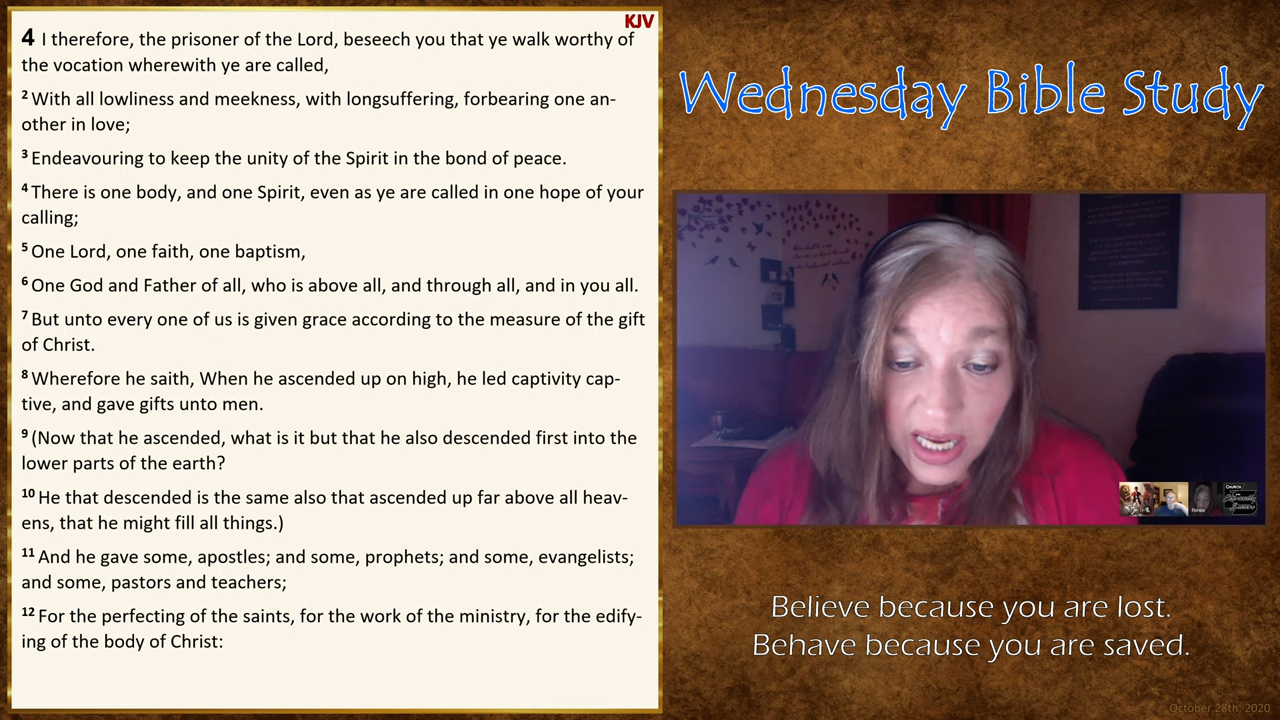 KJV
4 I therefore, the prisoner of the Lord, beseech you that ye walk worthy of
the vocation wherewith ye are called,
2 With all lowliness and meekness, with longsuffering, forbearing one an-
other in love;
3 Endeavouring to keep the unity of the Spirit in the bond of peace.
4 There is one body, and one Spirit, even as ye are called in one hope of your
calling;
5 One Lord, one faith, one baptism,
6 One God and Father of all, who is above all, and through all, and in you all.
7 But unto every one of us is given grace according to the measure of the gift
of Christ.
8 Wherefore he saith, When he ascended up on high, he led captivity cap-
tive, and gave gifts unto men.
9 (Now that he ascended, what is it but that he also descended first into the
lower parts of the earth?
10 He that descended is the same also that ascended up far above all heav-
ens, that he might fill all things.)
11 And he gave some, apostles; and some, prophets; and some, evangelists;
and some, pastors and teachers;
12 For the perfecting of the saints, for the work of the ministry, for the edify-
ing of the body of Christ:
Wednesday Bible Study
Renee
CHURCH
Believe because you are lost.
Behave because you are saved.
October 28th, 2020